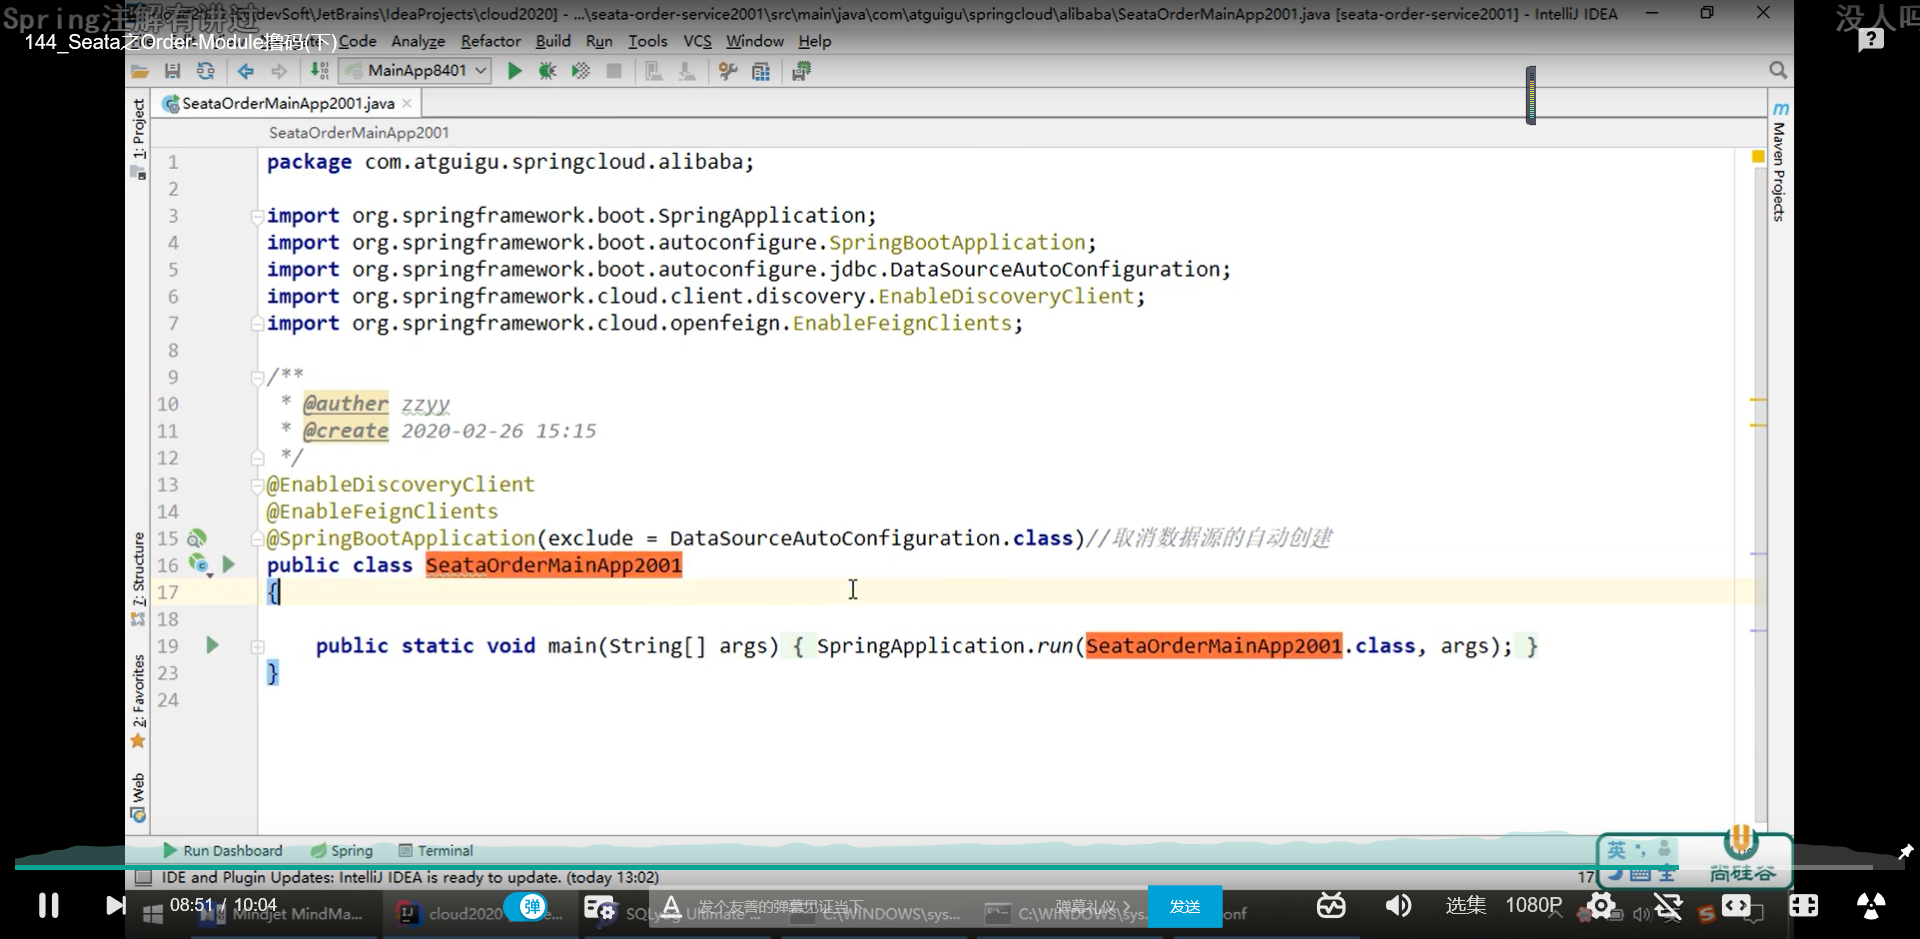 Spring注解有讲过
没人吗
devSoft\JetBrains\IdeaProjects\cloud2020] - ...\seata-order-service2001\src\main\java\com\atguigu\springcloud\alibaba\SeataOrderMainApp2001.java [seata-order-service2001] - IntelliJ IDEA
144_Seata之Order-Module撸码(下)
Code Analyze Refactor Build Run Tools VCS Window Help
MainApp8401
SeataOrderMainApp2001.java
SeataOrderMainApp2001
1: Project
Maven Projects
7: Structure
2: Favorites
Web
1 package com.atguigu.springcloud.alibaba;
2
3 import org.springframework.boot.SpringApplication;
4 import org.springframework.boot.autoconfigure.SpringBootApplication;
5 import org.springframework.boot.autoconfigure.jdbc.DataSourceAutoConfiguration;
6 import org.springframework.cloud.client.discovery.EnableDiscoveryClient;
7 import org.springframework.cloud.openfeign.EnableFeignClients;
8
9 /**
10 * @auther zzyy
11 * @create 2020-02-26 15:15
12 */
13 @EnableDiscoveryClient
14 @EnableFeignClients
15 @SpringBootApplication(exclude = DataSourceAutoConfiguration.class)//取消数据源的自动创建
16 public class SeataOrderMainApp2001
17 {
18
19 public static void main(String[] args) { SpringApplication.run(SeataOrderMainApp2001.class, args); }
23 }
24
Run Dashboard Spring Terminal
IDE and Plugin Updates: IntelliJ IDEA is ready to update. (today 13:02)
17
英
尚硅谷
08:51 / 10:04
Mindjet MindMa...
cloud2020
弹
SQLyog Ultimate
发个友善的弹幕见证当下
C:\WINDOWS\sys...
弹幕礼仪
C:\WINDOWS\sys...
发送
onf
选集
1080P